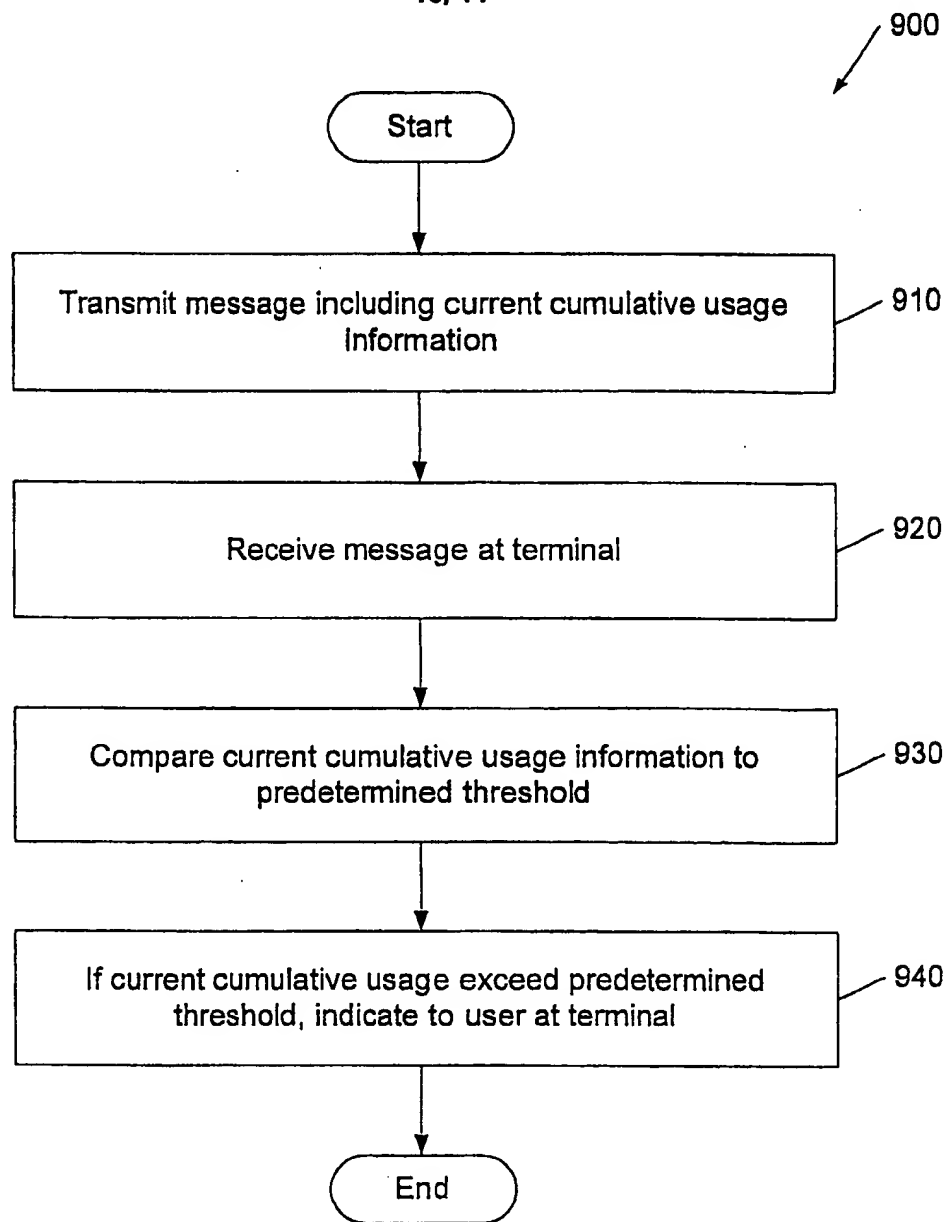 900
Start
Transmit message including current cumulative usage
Information
910
Receive message at terminal
920
Compare current cumulative usage information to
predetermined threshold
930
If current cumulative usage exceed predetermined
threshold, indicate to user at terminal
940
End